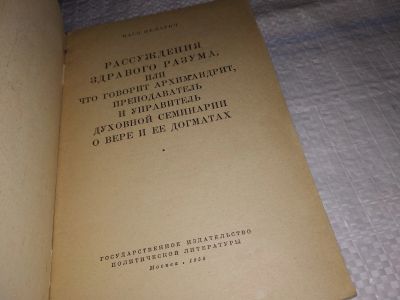 РАССУЖДЕНИЯ
ЗДРАВОГО РАЗУМА,
ИЛИ
ЧТО ГОВОРИТ АРХИМАНДРИТ,
ПРЕПОДАВАТЕЛЬ
И УПРАВИТЕЛЬ
ДУХОВНОЙ СЕМИНАРИИ
О ВЕРЕ И ЕЕ ДОГМАТАХ
ГОСУДАРСТВЕННОЕ ИЗДАТЕЛЬСТВО
ПОЛИТИЧЕСКОЙ ЛИТЕРАТУРЫ
Москва · 1958